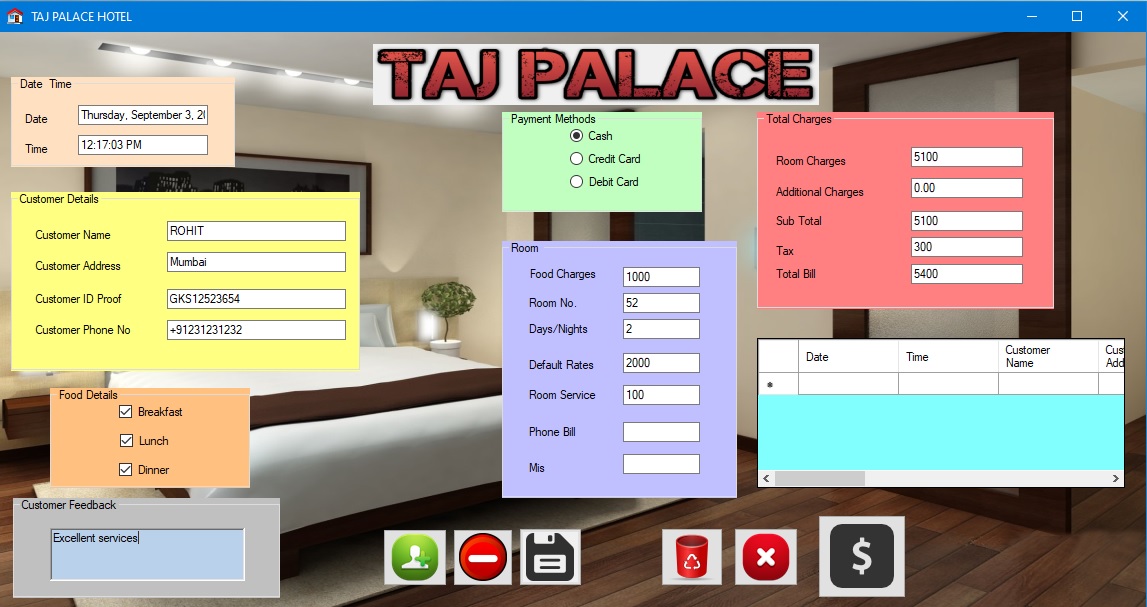 TAJ PALACE HOTEL
TAJ PALACE
Date Time
Date Thursday, September 3, 20
Time 12:17:03 PM
Customer Details
Customer Name ROHIT
Customer Address Mumbai
Customer ID Proof GKS12523654
Customer Phone No +91231231232
Food Details
Breakfast
Lunch
Dinner
Customer Feedback
Excellent services
Payment Methods
Cash
Credit Card
Debit Card
Room
Food Charges 1000
Room No. 52
Days/Nights 2
Default Rates 2000
Room Service 100
Phone Bill
Mis
Total Charges
Room Charges 5100
Additional Charges 0.00
Sub Total 5100
Tax 300
Total Bill 5400
Date Time Customer Cus
Name Add
$